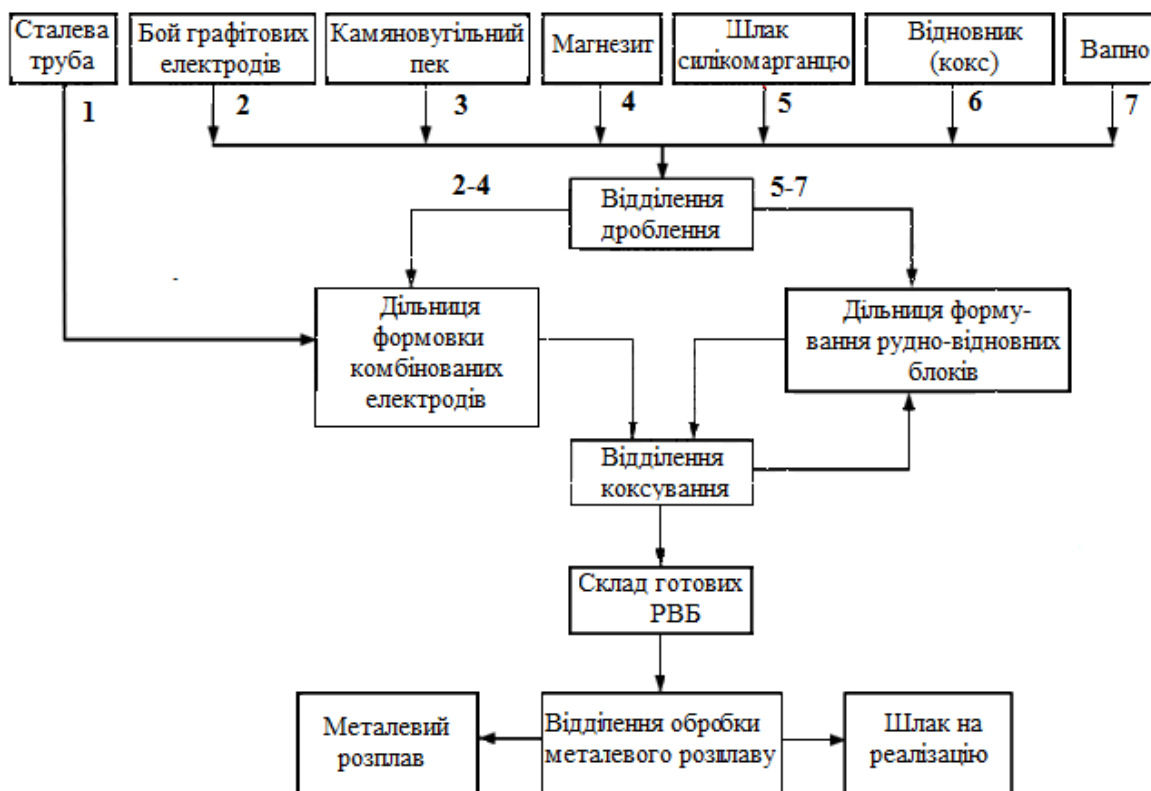 Сталева
труба
Бой графітових
електродів
Камяновугільний
пек
Магнезит
Шлак
силікомарганцю
Відновник
(кокс)
Вапно
1
2
3
4
5
6
7
2-4
5-7
Відділення
дроблення
Дільниця
формовки
комбінованих
електродів
Дільниця форму-
вання рудно-відновних
блоків
Відділення
коксування
Склад готових
РВБ
Металевий
розплав
Відділення обробки
металевого розплаву
Шлак на
реалізацію